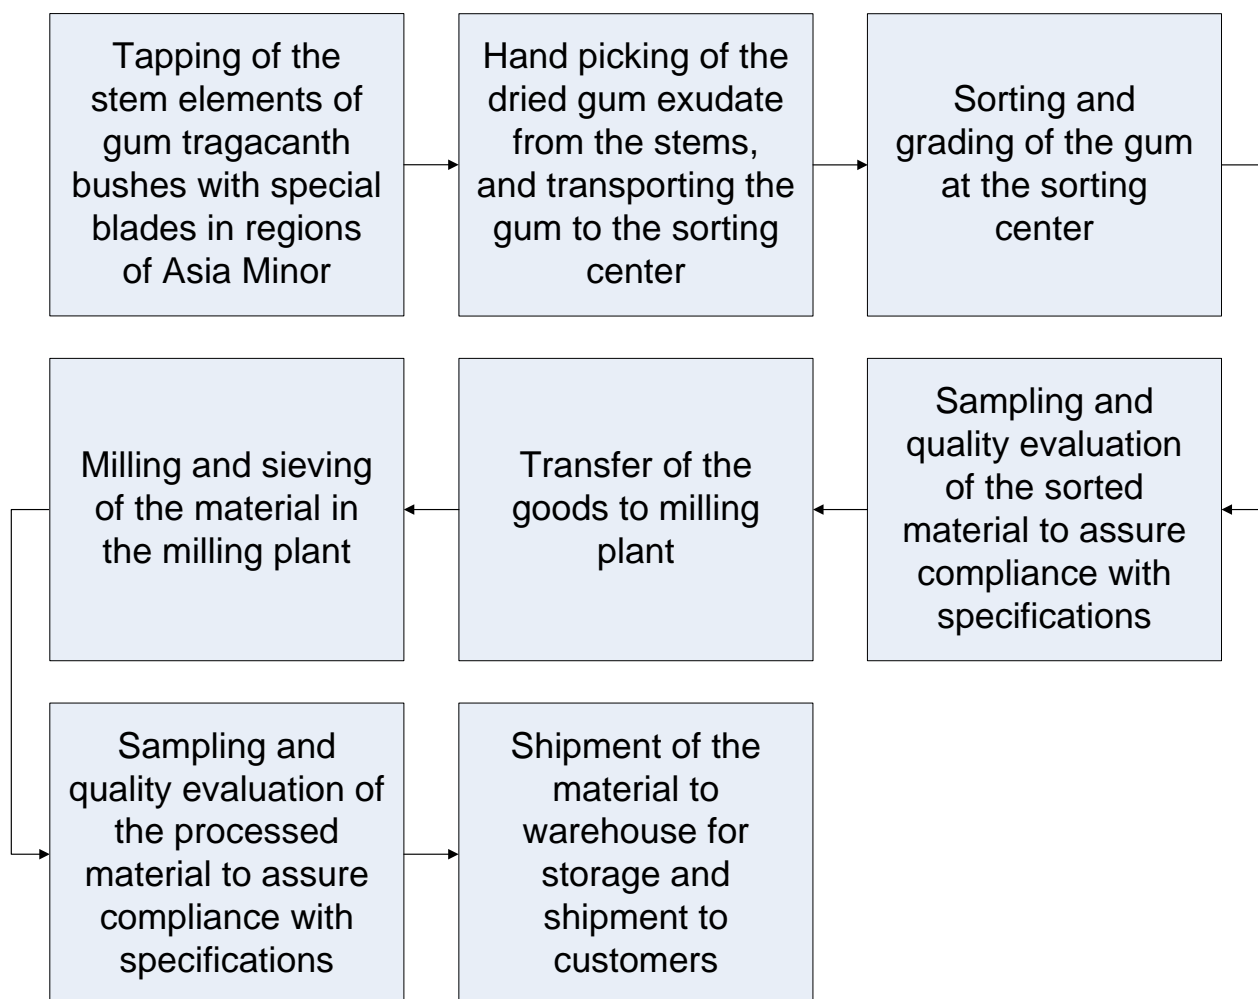 Tapping of the
stem elements of
gum tragacanth
bushes with special
blades in regions
of Asia Minor
Hand picking of the
dried gum exudate
from the stems,
and transporting the
gum to the sorting
center
Sorting and
grading of the gum
at the sorting
center
Sampling and
quality evaluation
of the sorted
material to assure
compliance with
specifications
Transfer of the
goods to milling
plant
Milling and sieving
of the material in
the milling plant
Sampling and
quality evaluation of
the processed
material to assure
compliance with
specifications
Shipment of the
material to
warehouse for
storage and
shipment to
customers